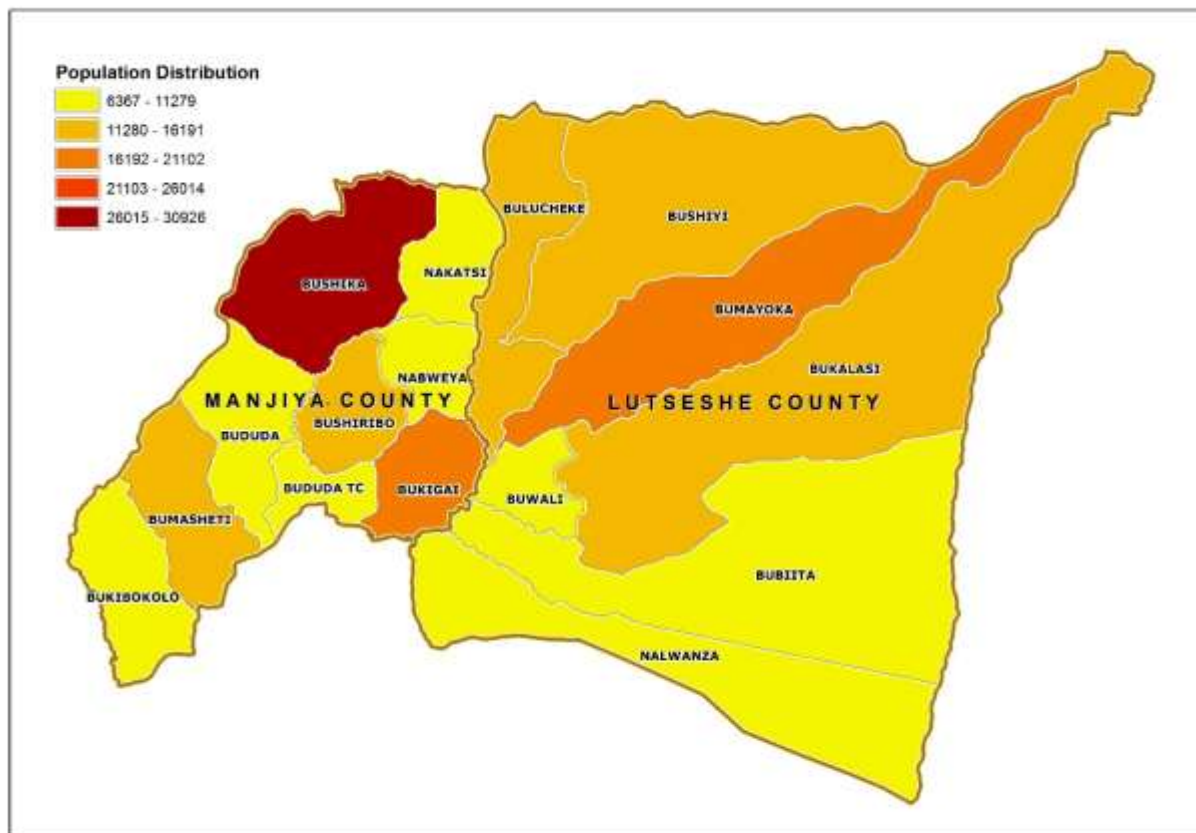 Population Distribution
6367 - 11279
11280 - 16191
16192 - 21102
21103 - 26014
26015 - 30926
BULUCHEKE
BUSHIYI
NAKATSI
BUSHIKA
BUMAYOKA
BUKALASI
NABWEYA
MANJIYA COUNTY
LUTSESHE COUNTY
BUSHIRIBO
BUDUDA
BUDUDA TC
BUKIGAI
BUWALI
BUMASHETI
BUBIITA
BUKIBOKOLO
NALWANZA